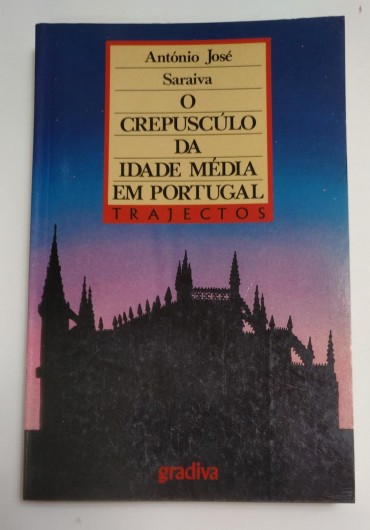 António José
Saraiva
O
CREPUSCÚLO
DA
IDADE MÉDIA
EM PORTUGAL
TRAJECTOS
gradiva